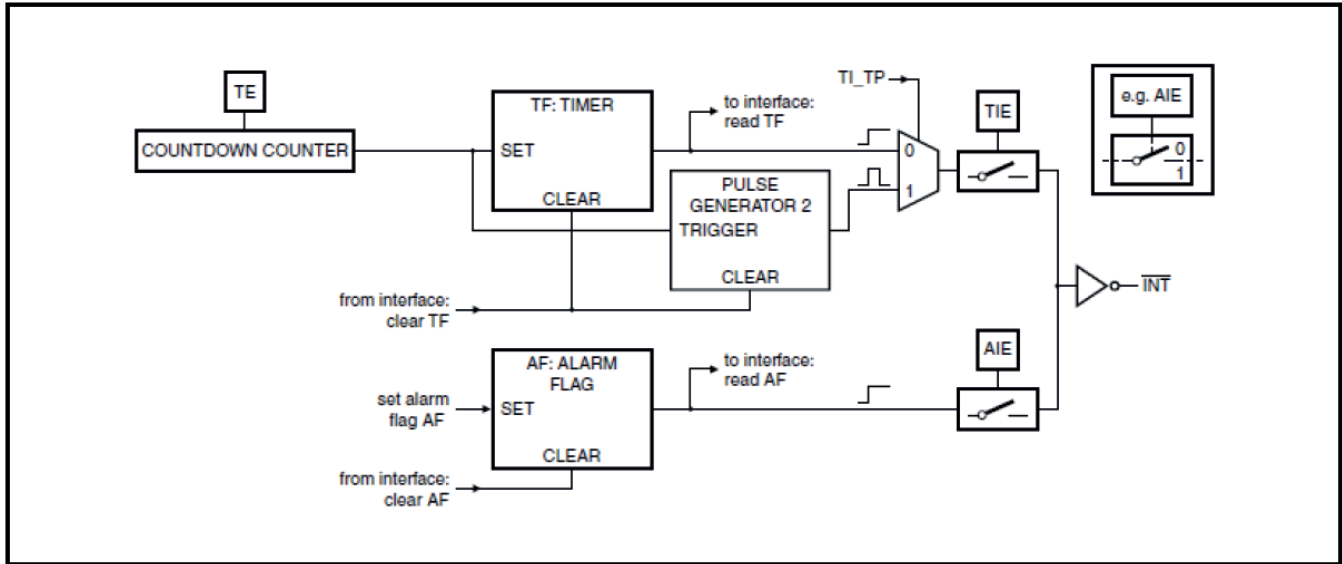 TE
COUNTDOWN COUNTER
TF: TIMER
SET
CLEAR
to interface:
read TF
TI_TP
0
1
PULSE
GENERATOR 2
TRIGGER
CLEAR
TIE
e.g. AIE
0
1
from interface:
clear TF
INT
AF: ALARM
FLAG
SET
CLEAR
set alarm
flag AF
from interface:
clear AF
to interface:
read AF
AIE